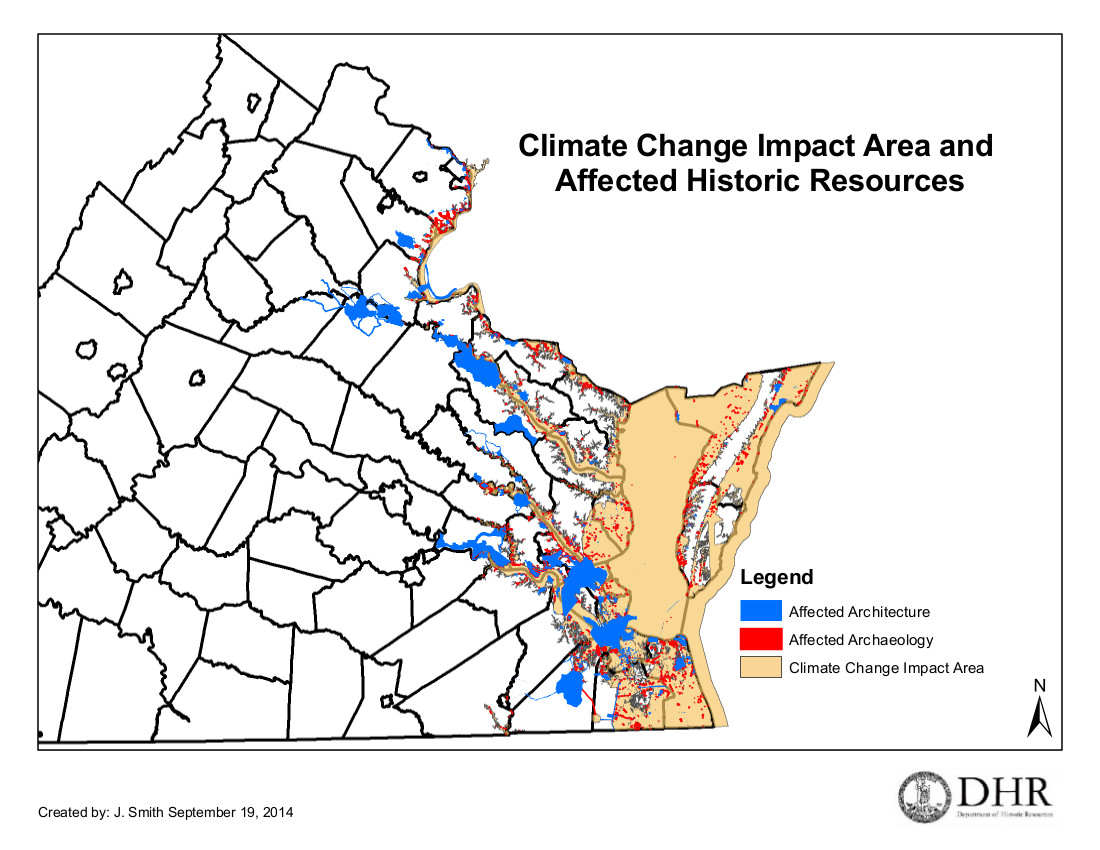 Climate Change Impact Area and
Affected Historic Resources
Legend
Affected Architecture
Affected Archaeology
Climate Change Impact Area
N
Created by: J. Smith September 19, 2014
DHR
Department of Historic Resources